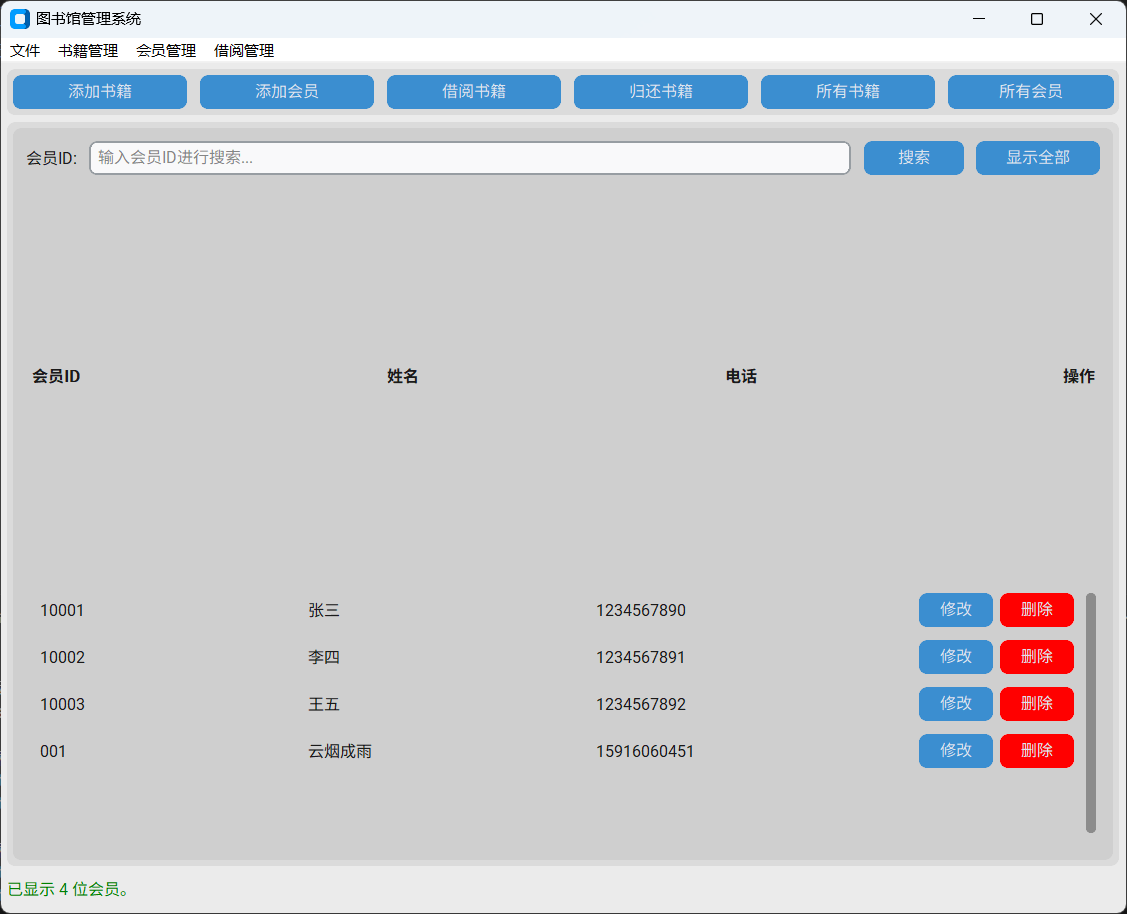 图书馆管理系统
文件 书籍管理 会员管理 借阅管理
添加书籍 添加会员 借阅书籍 归还书籍 所有书籍 所有会员
会员ID: 输入会员ID进行搜索... 搜索 显示全部
会员ID 姓名 电话 操作
10001 张三 1234567890 修改 删除
10002 李四 1234567891 修改 删除
10003 王五 1234567892 修改 删除
001 云烟成雨 15916060451 修改 删除
已显示 4 位会员。